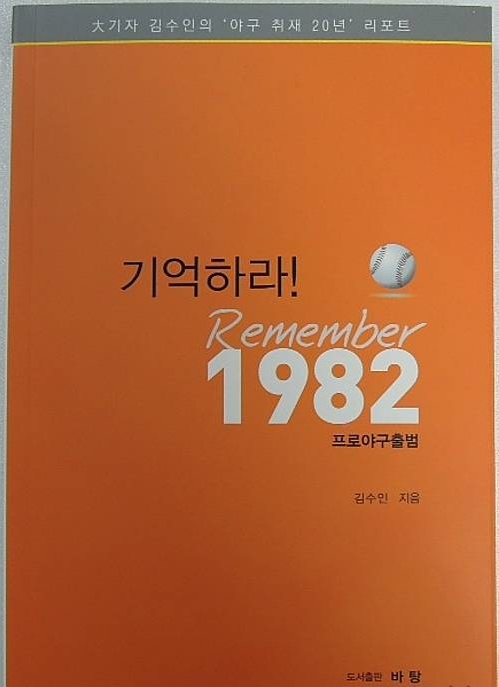 大기자 김수인의 '야구 취재 20년' 리포트
기억하라!
Remember
1982
프로야구출범
김수인 지음
도서출판 바탕